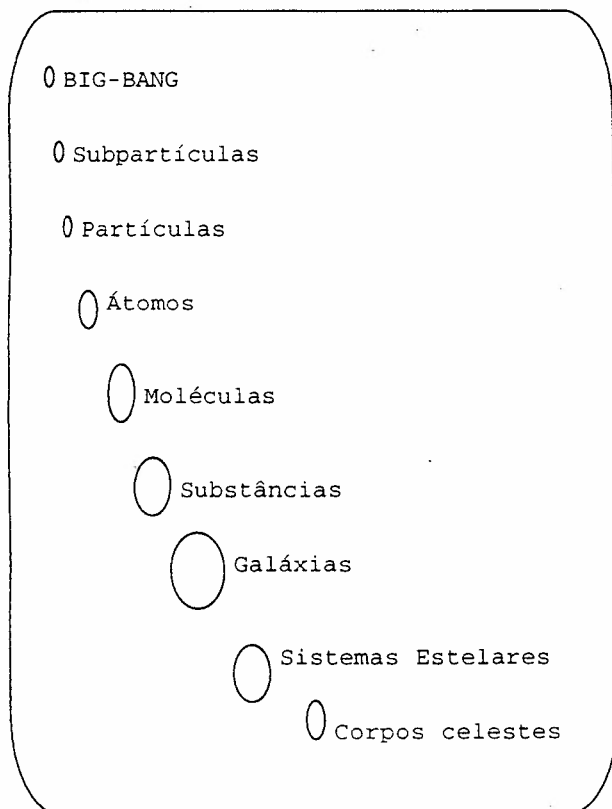 BIG-BANG
Subpartículas
Partículas
Átomos
Moléculas
Substâncias
Galáxias
Sistemas Estelares
Corpos celestes